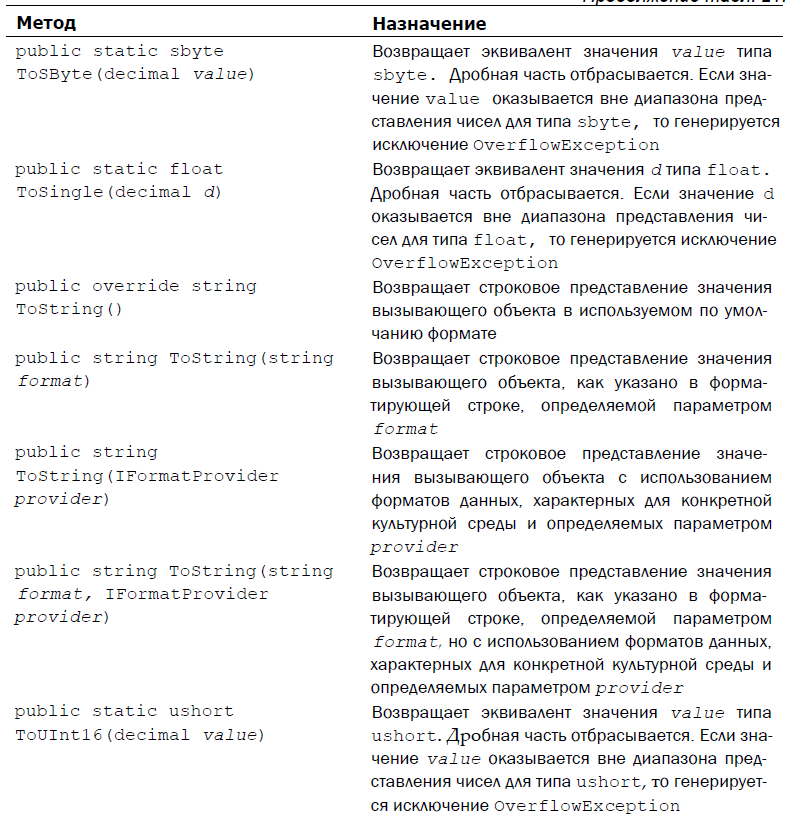 Метод Назначение
public static sbyte
ToSByte(decimal value)
Возвращает эквивалент значения value типа
sbyte. Дробная часть отбрасывается. Если зна-
чение value оказывается вне диапазона пред-
ставления чисел для типа sbyte, то генерируется
исключение OverflowException
public static float
ToSingle(decimal d)
Возвращает эквивалент значения d типа float.
Дробная часть отбрасывается. Если значение d
оказывается вне диапазона представления чи-
сел для типа float, то генерируется исключение
OverflowException
public override string
ToString()
Возвращает строковое представление значения
вызывающего объекта в используемом по умол-
чанию формате
public string ToString(string
format)
Возвращает строковое представление значения
вызывающего объекта, как указано в форма-
тирующей строке, определяемой параметром
format
public string
ToString(IFormatProvider
provider)
Возвращает строковое представление значе-
ния вызывающего объекта с использованием
форматов данных, характерных для конкретной
культурной среды и определяемых параметром
provider
public string ToString(string
format, IFormatProvider
provider)
Возвращает строковое представление значения
вызывающего объекта, как указано в форма-
тирующей строке, определяемой параметром
format, но с использованием форматов данных,
характерных для конкретной культурной среды и
определяемых параметром provider
public static ushort
ToUInt16(decimal value)
Возвращает эквивалент значения value типа
ushort. Дробная часть отбрасывается. Если зна-
чение value оказывается вне диапазона пред-
ставления чисел для типа ushort, то генерирует-
ся исключение OverflowException